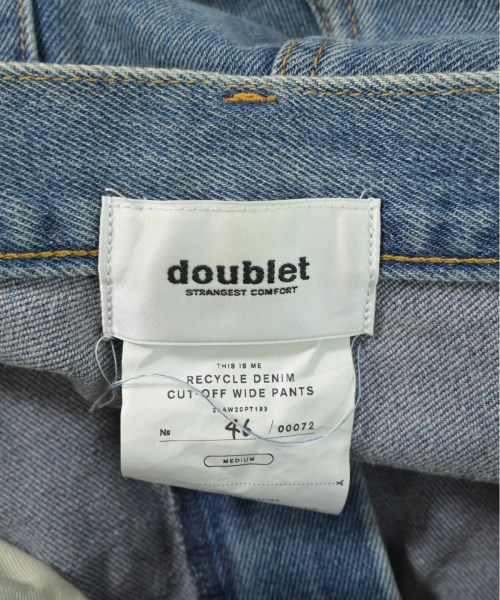 doublet
STRANGEST COMFORT
THIS IS ME
RECYCLE DENIM
CUT-OFF WIDE PANTS
№ 46 /00072
MEDIUM